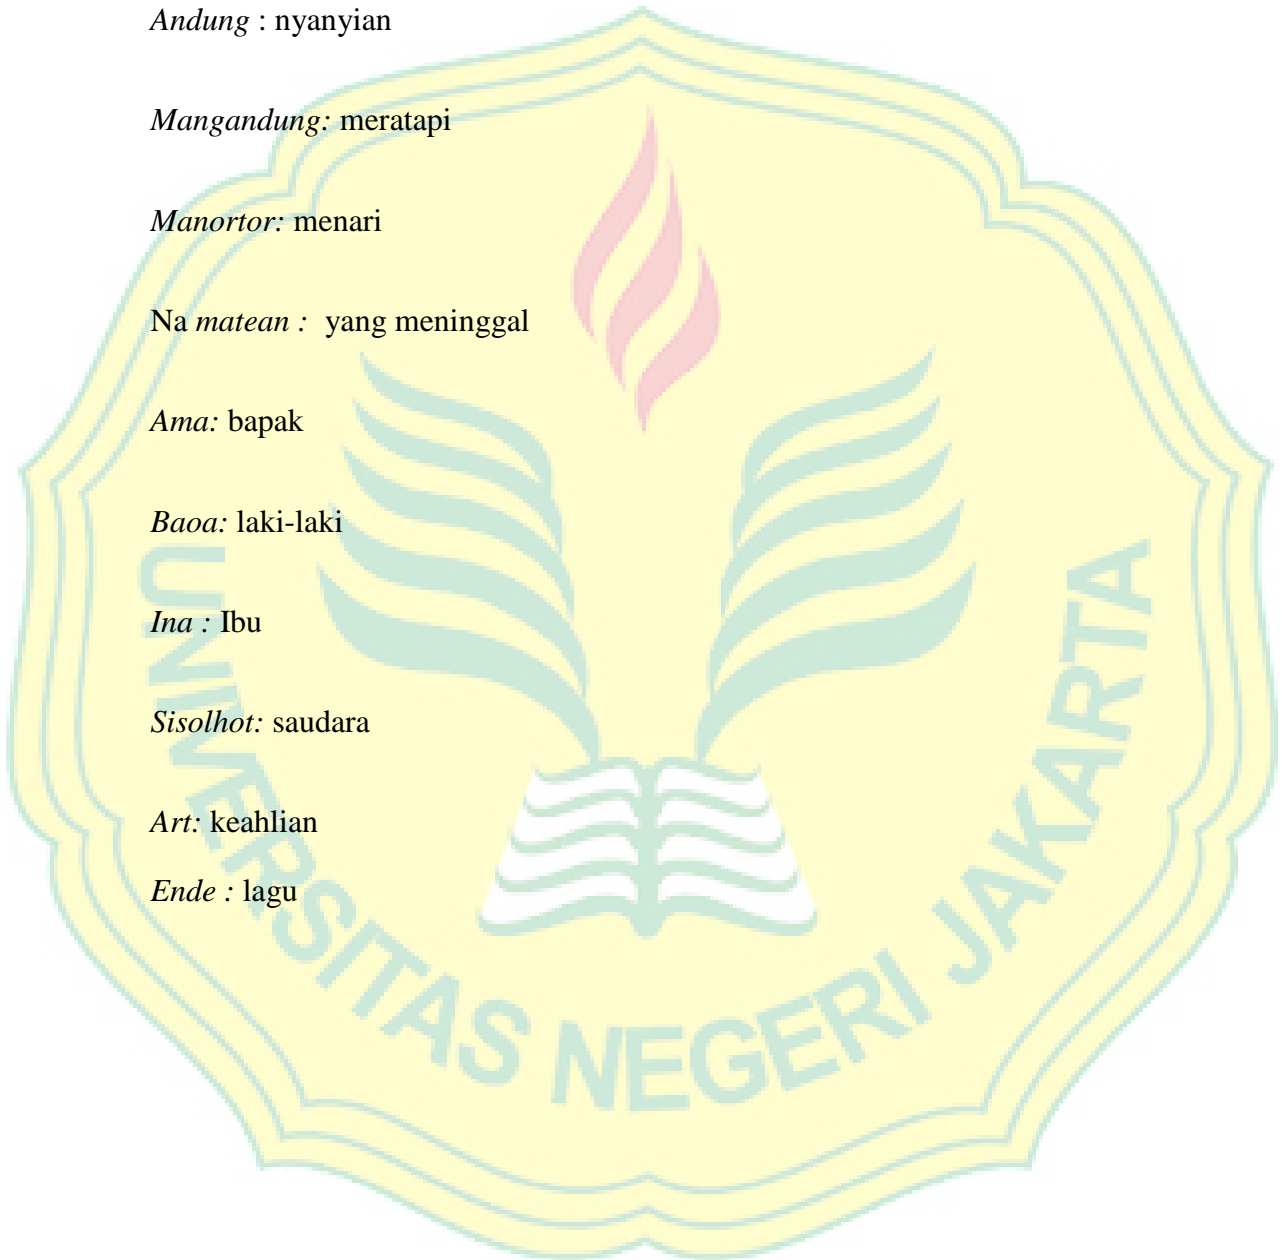 Andung : nyanyian
Mangandung: meratapi
Manortor: menari
Na matean :  yang meninggal
Ama: bapak
Baoa: laki-laki
Ina : Ibu
Sisolhot: saudara
Art: keahlian
Ende : lagu
UNIVERSITAS NEGERI JAKARTA